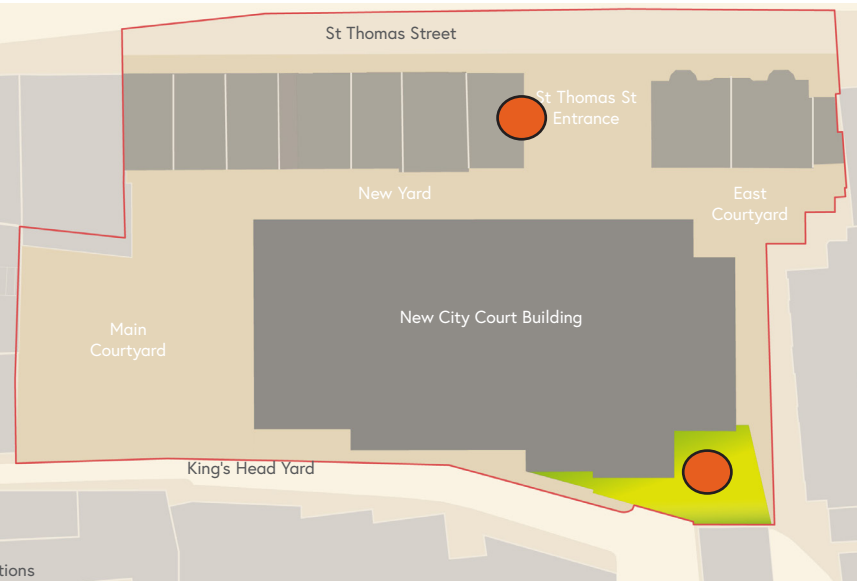 St Thomas Street
St Thomas St
Entrance
New Yard
East
Courtyard
New City Court Building
Main
Courtyard
King's Head Yard
tions